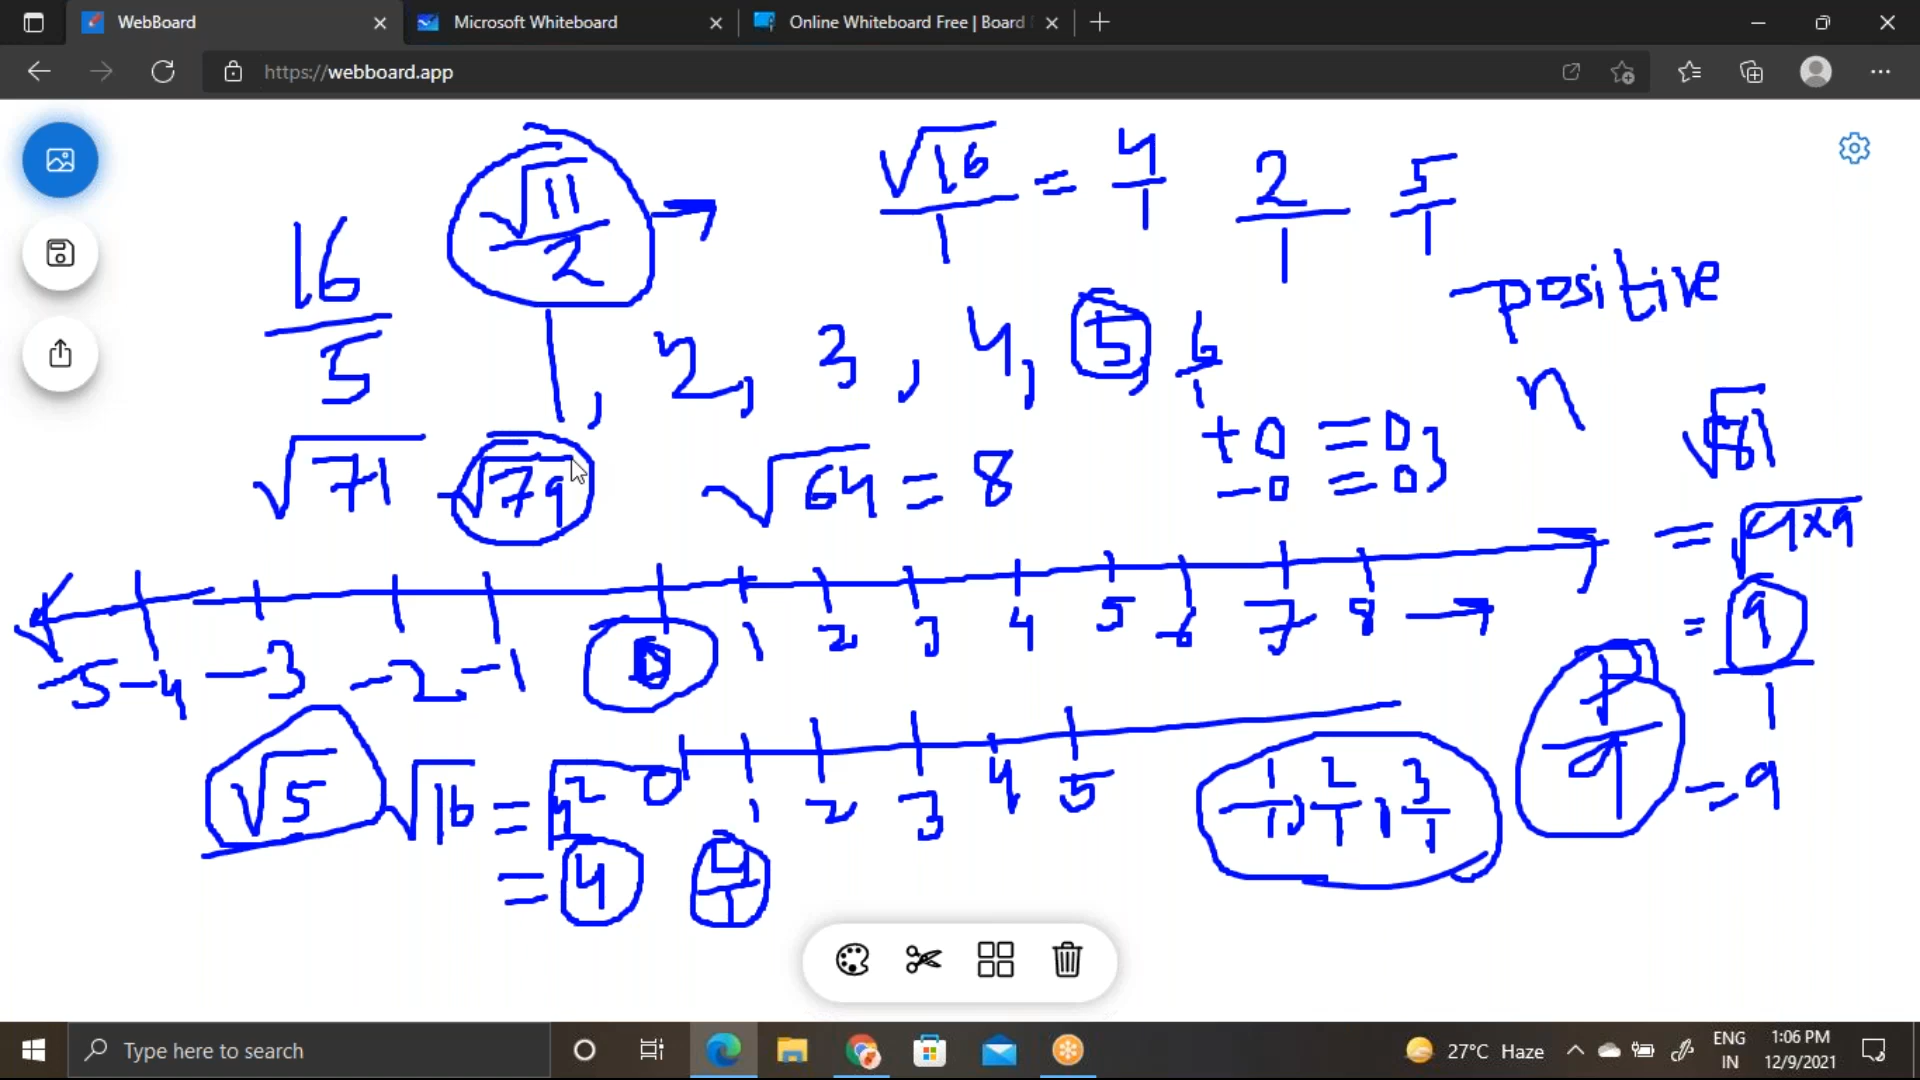 WebBoard
Microsoft Whiteboard
Online Whiteboard Free | Board
https://webboard.app
√11/2
√16/1 = 4/1
2/1
5/1
16/5
positive
1, 2, 3, 4, 5, 6/1
n
+0 = 0
-0 = 0}
√71
√79
√64 = 8
√81
= √9×9
= 9/1
= 9
-5 -4 -3 -2 -1 0 1 2 3 4 5 6 7 8
P/q
√5
√16 = √4²
= 4
4/1
0 1 2 3 4 5
1/1, 2/1, 3/1
Type here to search
27°C Haze
ENG
IN
1:06 PM
12/9/2021